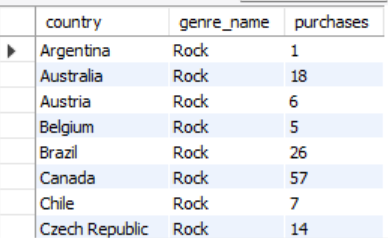 country genre_name purchases
Argentina Rock 1
Australia Rock 18
Austria Rock 6
Belgium Rock 5
Brazil Rock 26
Canada Rock 57
Chile Rock 7
Czech Republic Rock 14